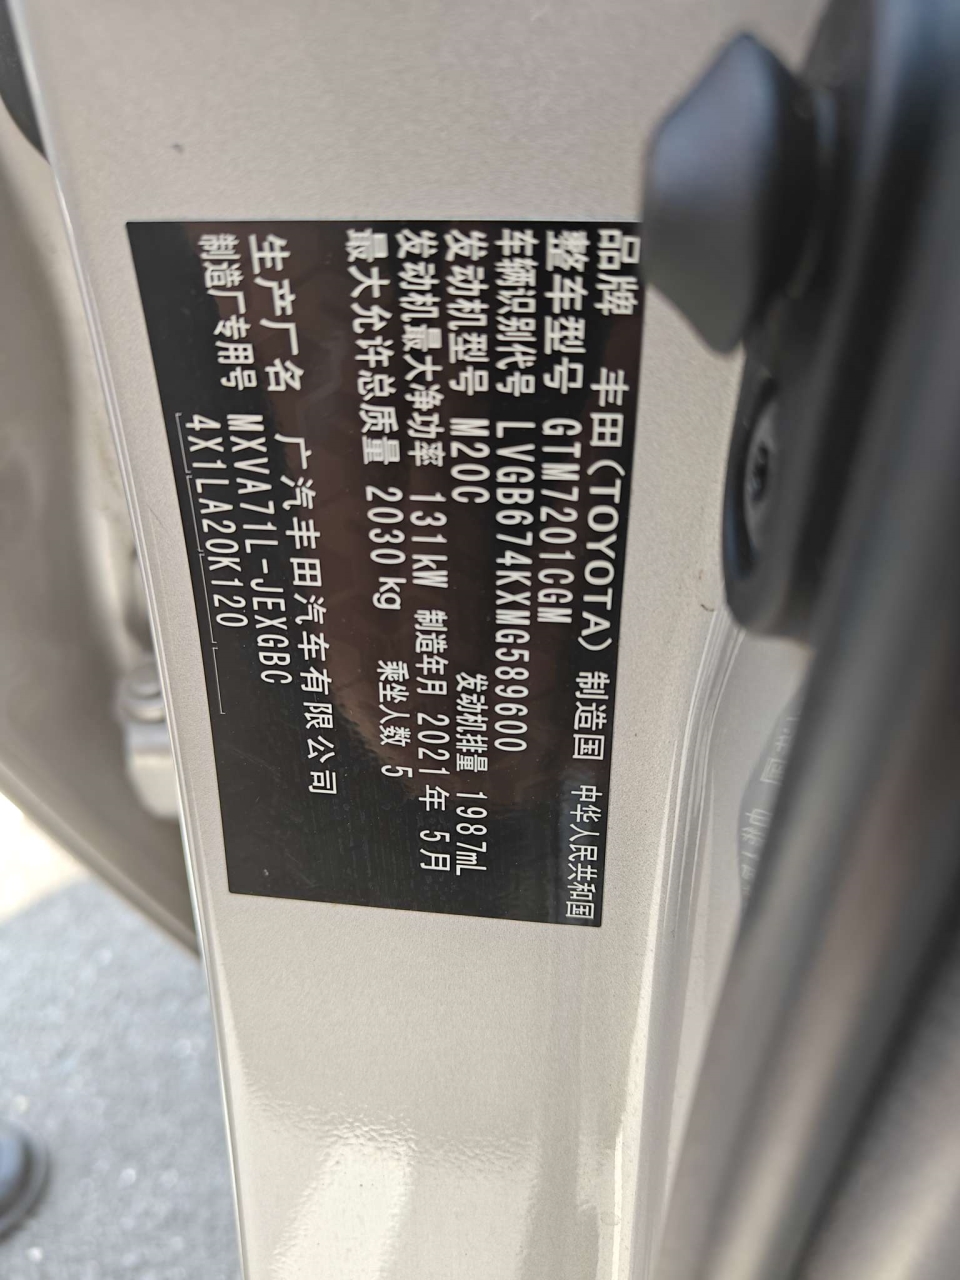 品牌 丰田(TOYOTA) 制造国 中华人民共和国
整车型号 GTM7201CGM
车辆识别代号 LVGB674KXMG589600
发动机型号 M20C 发动机排量 1987mL
发动机最大净功率 131kW 制造年月 2021年 5月
最大允许总质量 2030kg 乘坐人数 5
生产厂名 广汽丰田汽车有限公司
制造厂专用号 MXVA71L-JEXGBC
4X1LA20K120